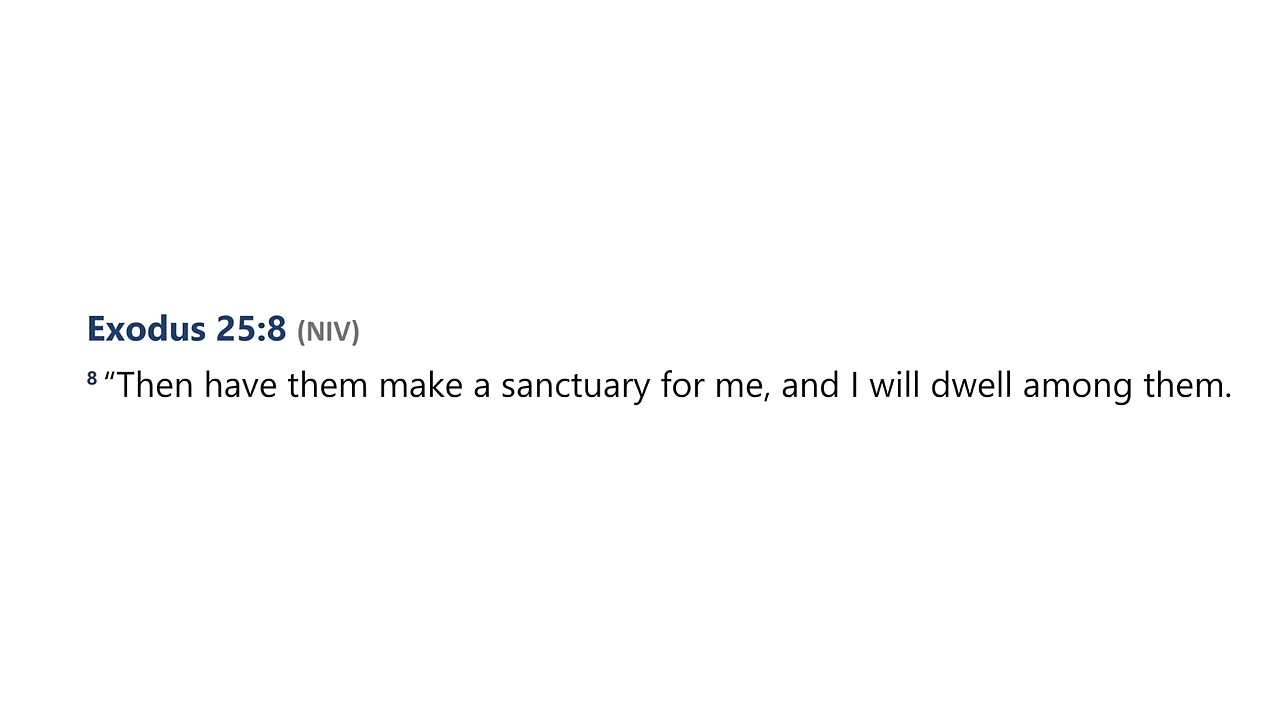 Exodus 25:8 (NIV)
8 “Then have them make a sanctuary for me, and I will dwell among them.